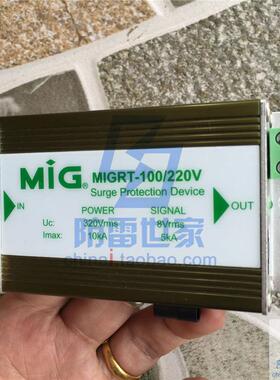 MIG® MIGRT-100/220V
Surge Protection Device
IN
OUT
POWER SIGNAL
Uc: 320Vrms 8Vrms
Imax: 10kA 5kA
防雷世家
taobao.com